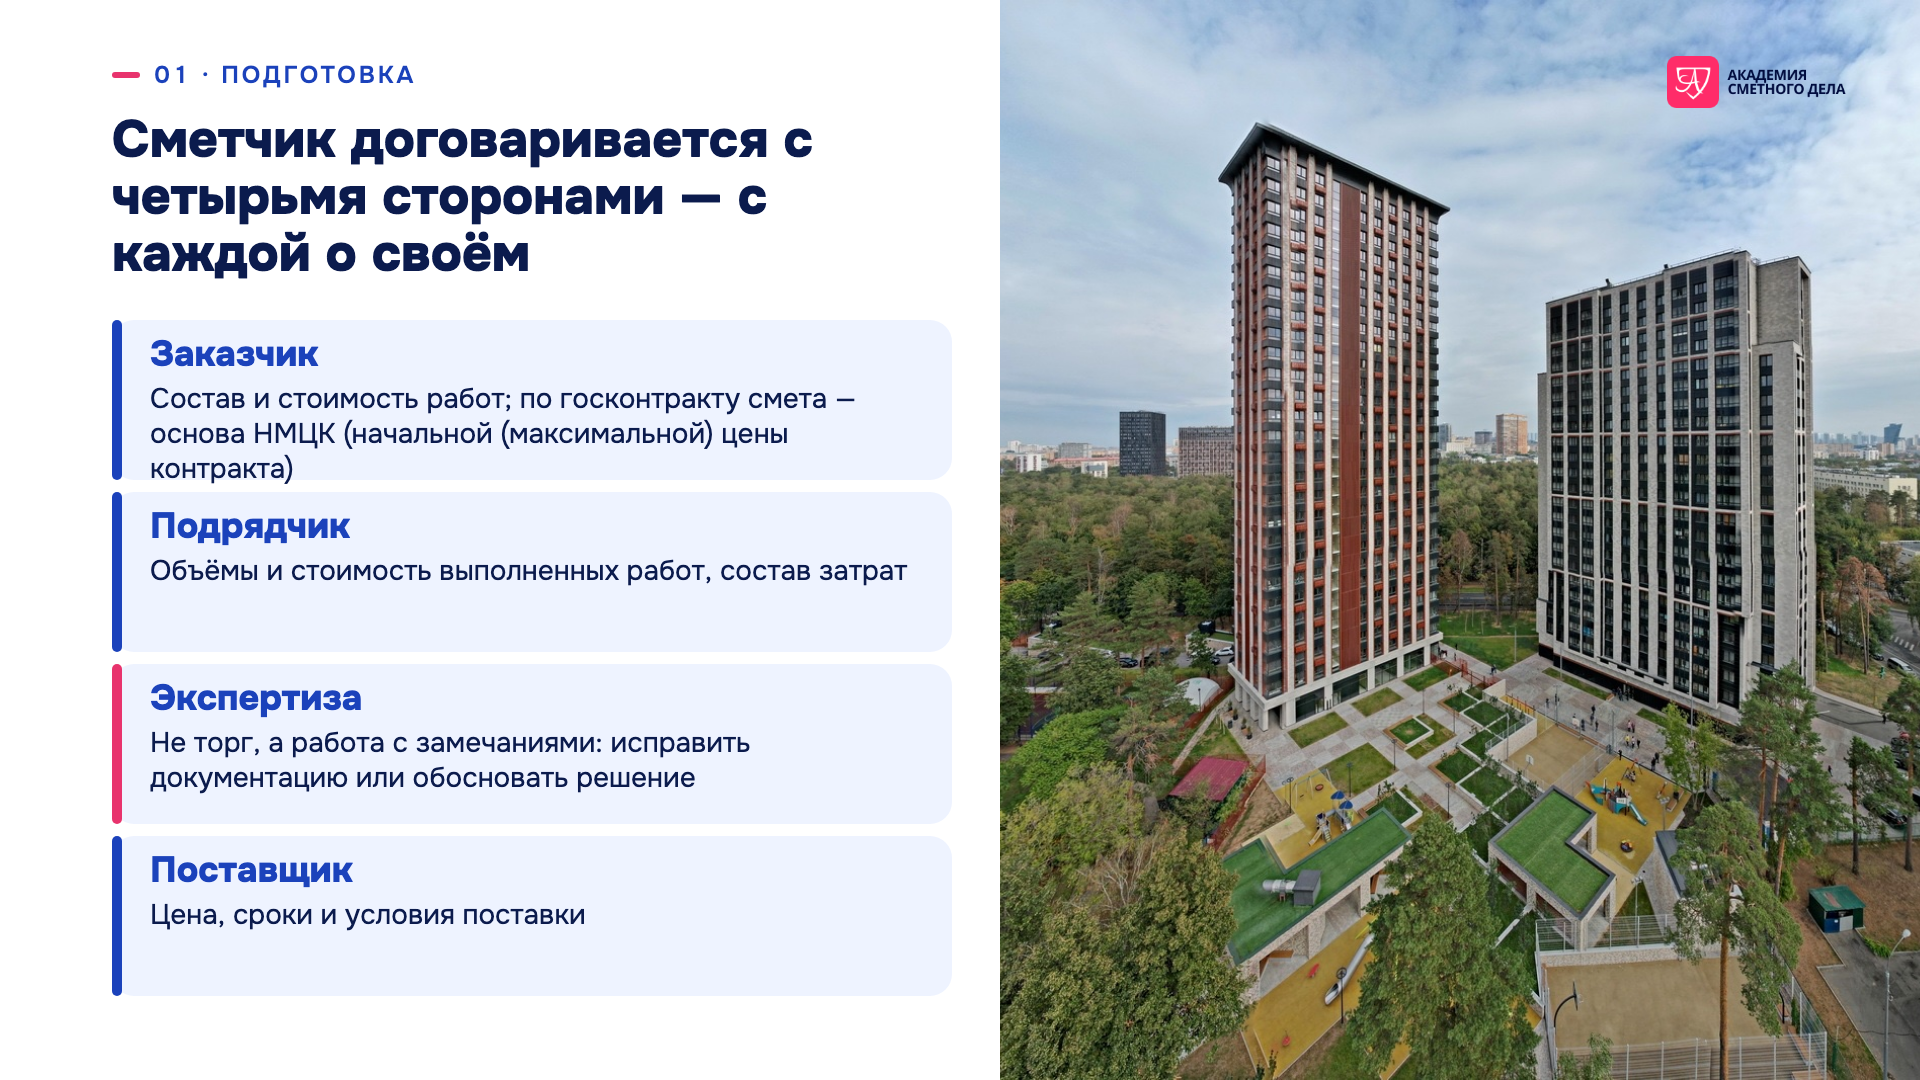 01 · ПОДГОТОВКА
АКАДЕМИЯ
СМЕТНОГО ДЕЛА
Сметчик договаривается с
четырьмя сторонами — с
каждой о своём
Заказчик
Состав и стоимость работ; по госконтракту смета —
основа НМЦК (начальной (максимальной) цены
контракта)
Подрядчик
Объёмы и стоимость выполненных работ, состав затрат
Экспертиза
Не торг, а работа с замечаниями: исправить
документацию или обосновать решение
Поставщик
Цена, сроки и условия поставки